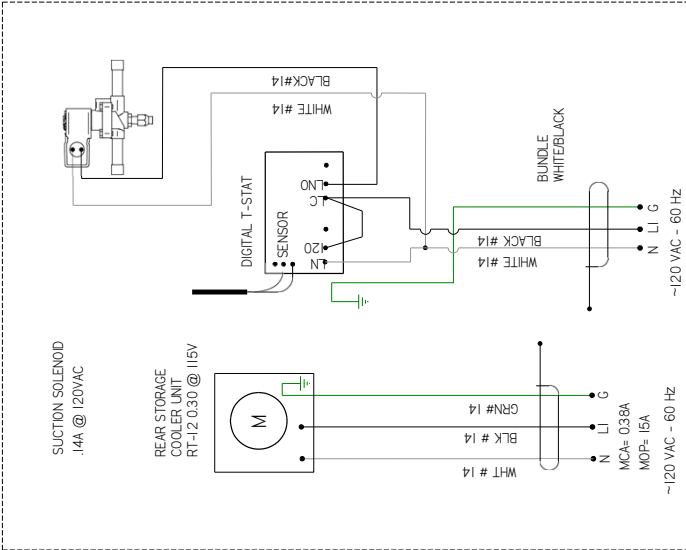 BLACK#14
WHITE #14
DIGITAL T-STAT
SENSOR
LNO
LC
120
LN
BUNDLE
WHITE/BLACK
BLACK #14
WHITE #14
G
L1
N
~120 VAC - 60 Hz
SUCTION SOLENOID
.14A @ 120VAC
REAR STORAGE
COOLER UNIT
RT-12 0.30 @ 115V
M
GRN# 14
BLK # 14
WHT # 14
G
L1
N
MCA= 0.38A
MOP= 15A
~120 VAC - 60 Hz